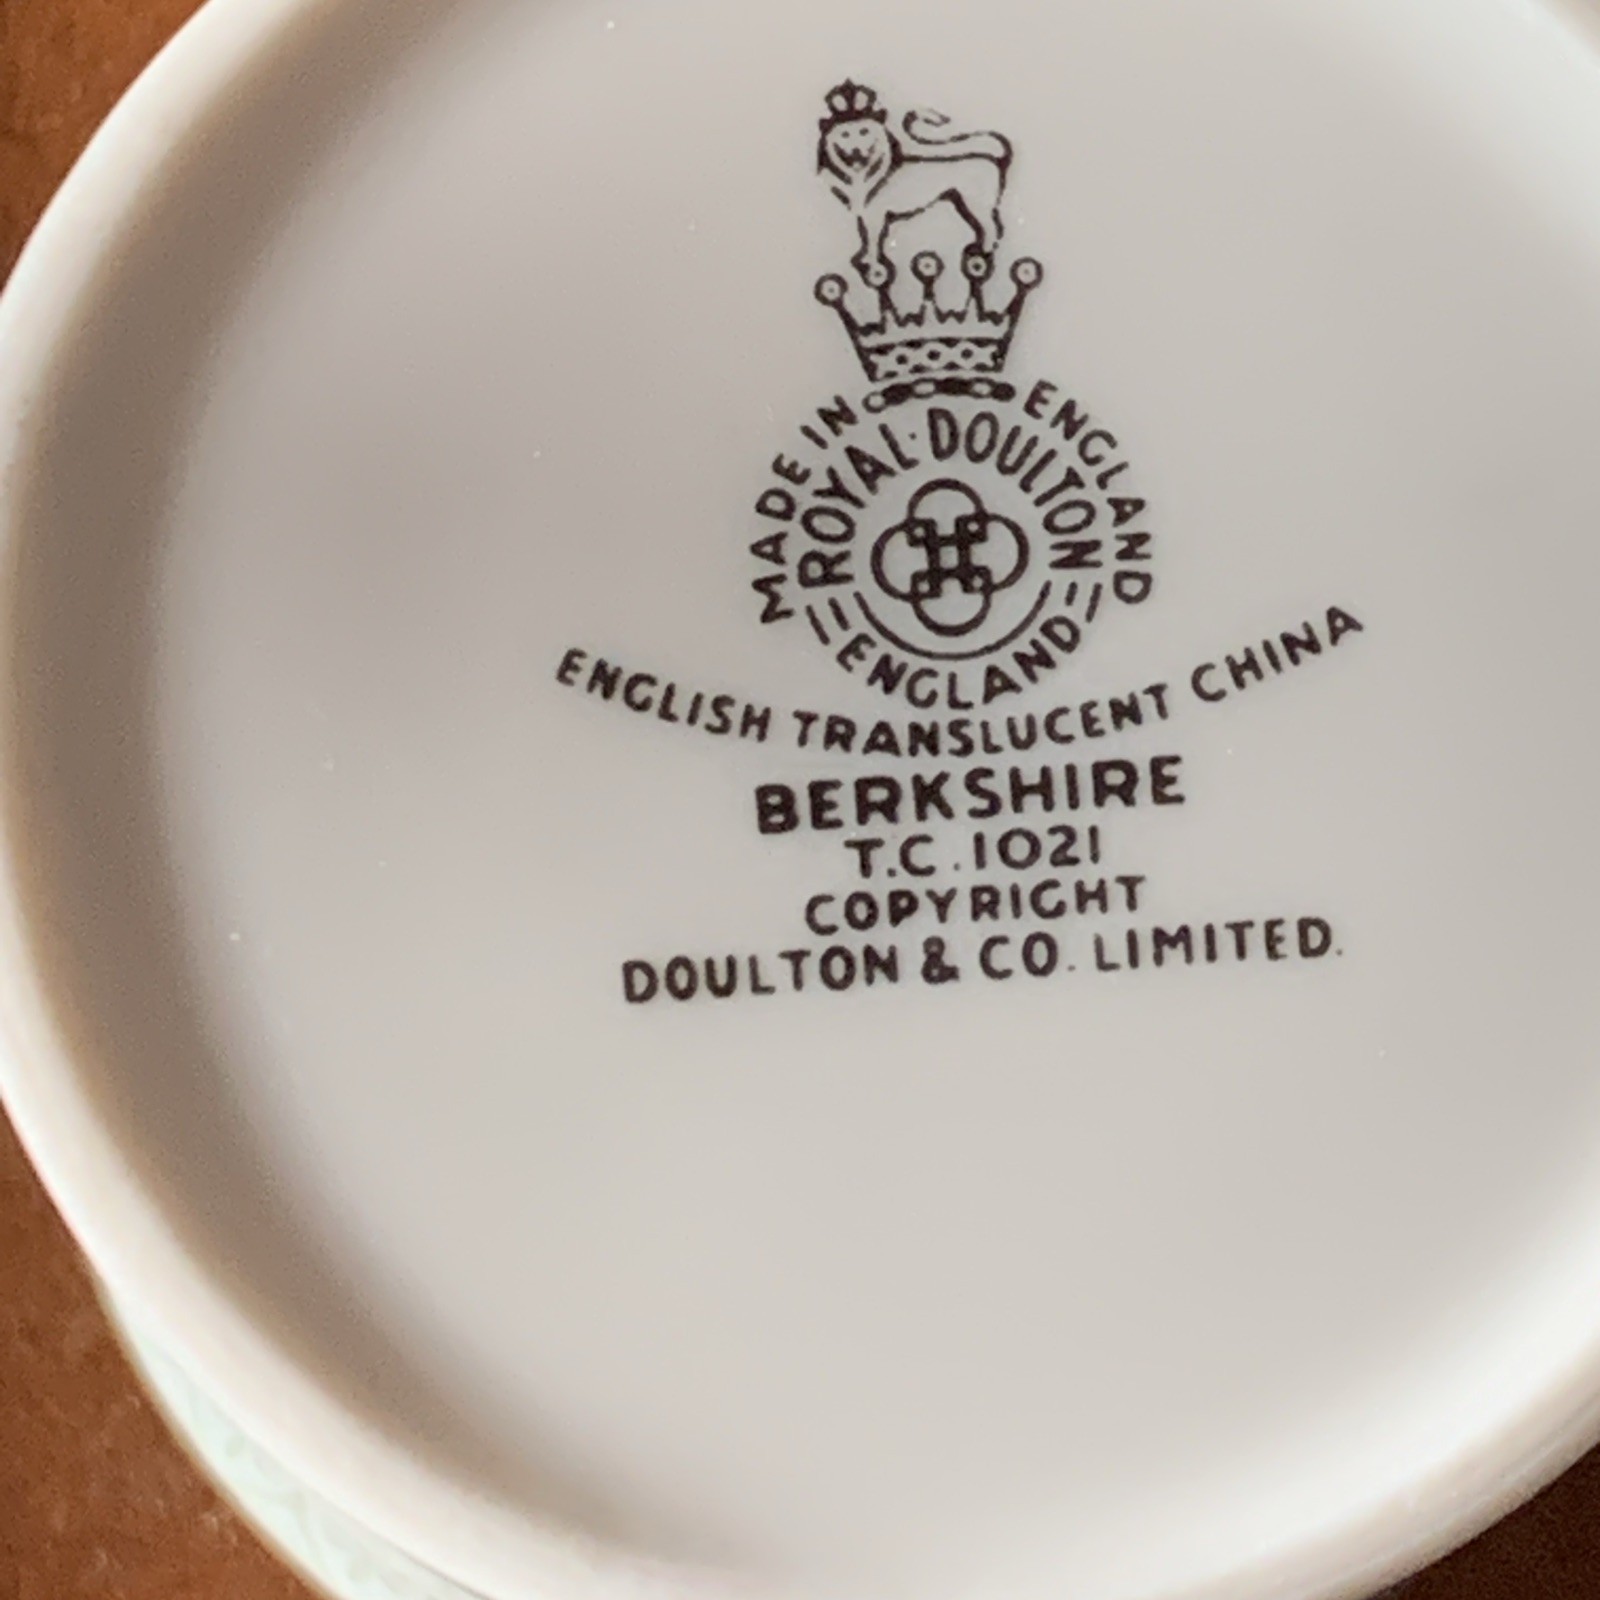 MADE IN ENGLAND
ROYAL·DOULTON
ENGLAND
ENGLISH TRANSLUCENT CHINA
BERKSHIRE
T.C.1021
COPYRIGHT
DOULTON & CO. LIMITED.